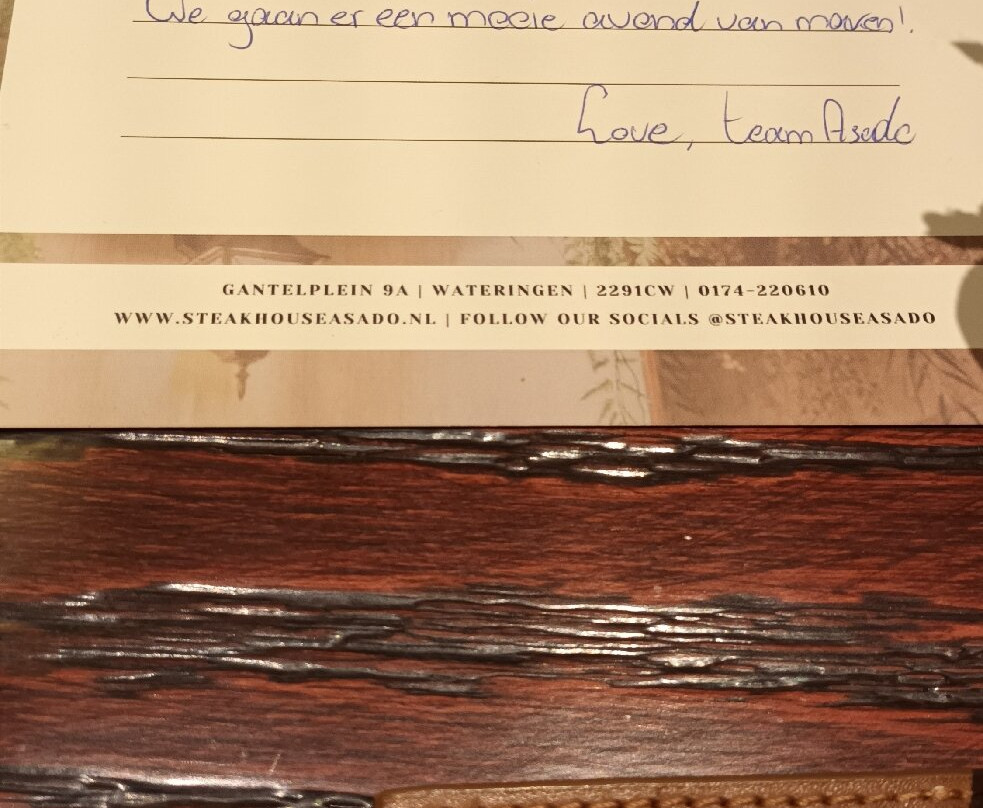 We gaan er een mooie avond van maken!
Love, team Asado
GANTELPLEIN 9A | WATERINGEN | 2291CW | 0174-220610
WWW.STEAKHOUSEASADO.NL | FOLLOW OUR SOCIALS @STEAKHOUSEASADO